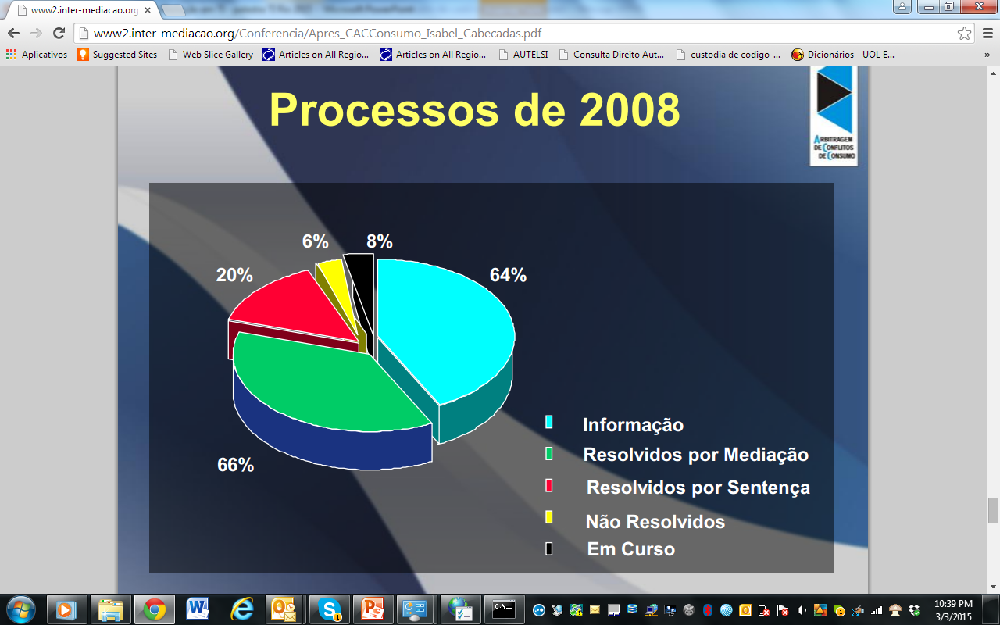 www2.inter-mediacao.org
Microsoft PowerPoint
www2.inter-mediacao.org/Conferencia/Apres_CACConsumo_Isabel_Cabecadas.pdf
Aplicativos Suggested Sites Web Slice Gallery Articles on All Regio... Articles on All Regio... AUTELSI Consulta Direito Aut... custodia de codigo-... Dicionários - UOL E... »
Processos de 2008
ARBITRAGEM
DE CONFLITOS
DE CONSUMO
6% 8%
20% 64%
66%
Informação
Resolvidos por Mediação
Resolvidos por Sentença
Não Resolvidos
Em Curso
10:39 PM
3/3/2015